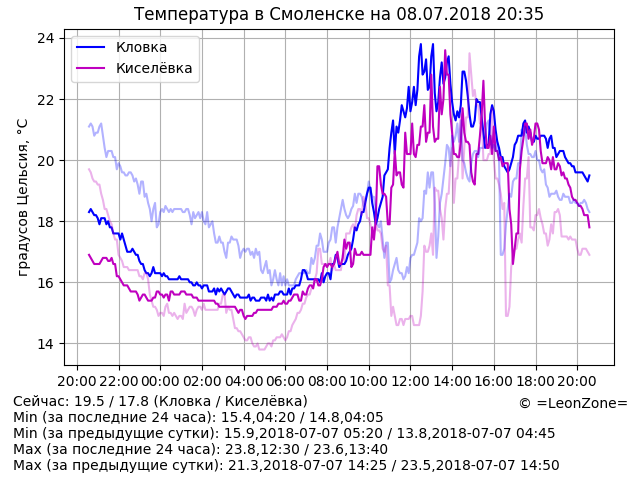 Температура в Смоленске на 08.07.2018 20:35
градусов Цельсия, °C
24
22
20
18
16
14
Кловка
Киселёвка
20:00 22:00 00:00 02:00 04:00 06:00 08:00 10:00 12:00 14:00 16:00 18:00 20:00
Сейчас: 19.5 / 17.8 (Кловка / Киселёвка)
© =LeonZone=
Min (за последние 24 часа): 15.4,04:20 / 14.8,04:05
Min (за предыдущие сутки): 15.9,2018-07-07 05:20 / 13.8,2018-07-07 04:45
Max (за последние 24 часа): 23.8,12:30 / 23.6,13:40
Max (за предыдущие сутки): 21.3,2018-07-07 14:25 / 23.5,2018-07-07 14:50